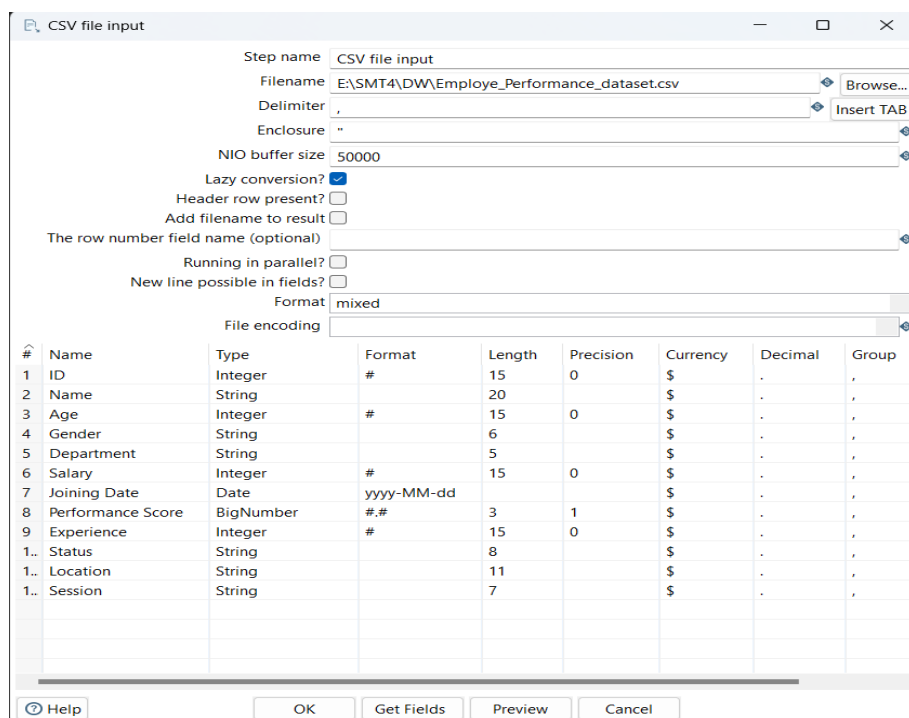 CSV file input
Step name CSV file input
Filename E:\SMT4\DW\Employe_Performance_dataset.csv Browse...
Delimiter , Insert TAB
Enclosure "
NIO buffer size 50000
Lazy conversion?
Header row present?
Add filename to result
The row number field name (optional)
Running in parallel?
New line possible in fields?
Format mixed
File encoding
# Name Type Format Length Precision Currency Decimal Group
1 ID Integer # 15 0 $ . ,
2 Name String 20 $ . ,
3 Age Integer # 15 0 $ . ,
4 Gender String 6 $ . ,
5 Department String 5 $ . ,
6 Salary Integer # 15 0 $ . ,
7 Joining Date Date yyyy-MM-dd $ . ,
8 Performance Score BigNumber #.# 3 1 $ . ,
9 Experience Integer # 15 0 $ . ,
1.. Status String 8 $ . ,
1.. Location String 11 $ . ,
1.. Session String 7 $ . ,
Help OK Get Fields Preview Cancel